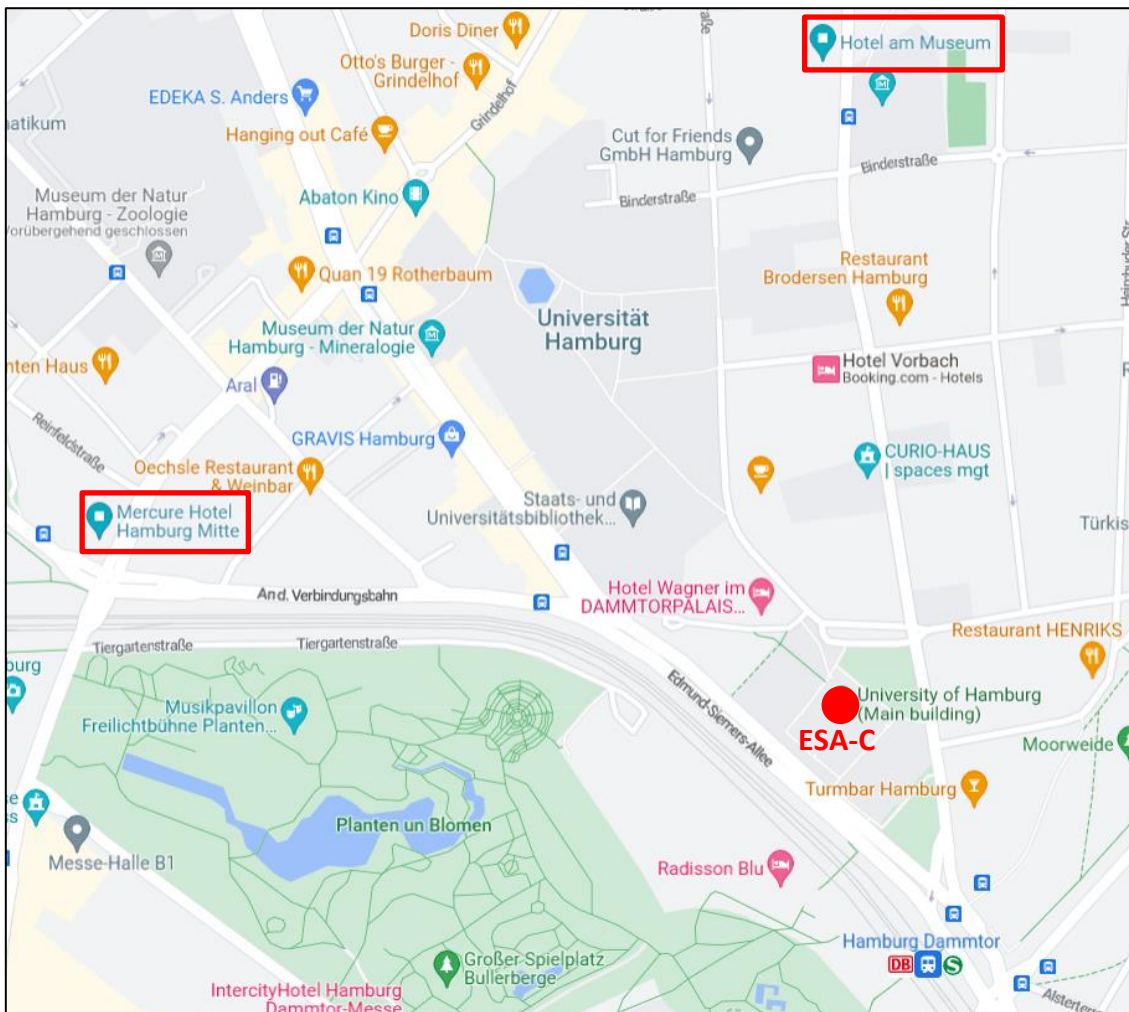 Doris Diner
Hotel am Museum
Otto's Burger -
Grindelhof
EDEKA S. Anders
Grindelhof
Hanging out Café
Cut for Friends
GmbH Hamburg
Binderstraße
Museum der Natur
Hamburg - Zoologie
Abaton Kino
Binderstraße
Quan 19 Rotherbaum
Restaurant
Brodersen Hamburg
Universität
Hamburg
Museum der Natur
Hamburg - Mineralogie
Hotel Vorbach
Booking.com - Hotels
nten Haus
Aral
Reinfeldstraße
GRAVIS Hamburg
CURIO-HAUS
| spaces mgt
Oechsle Restaurant
& Weinbar
Staats- und
Universitätsbibliothek...
Mercure Hotel
Hamburg Mitte
Türkis
An d. Verbindungsbahn
Hotel Wagner im
DAMMTORPALAIS...
Restaurant HENRIKS
Tiergartenstraße
Tiergartenstraße
burg
Edmund-Siemers-Allee
University of Hamburg
(Main building)
Musikpavillon
Freilichtbühne Planten...
ESA-C
Moorweide
Turmbar Hamburg
Planten un Blomen
Messe-Halle B1
Radisson Blu
Hamburg Dammtor
DB
S
Großer Spielplatz
Bullerberge
IntercityHotel Hamburg
Dammtor-Messe